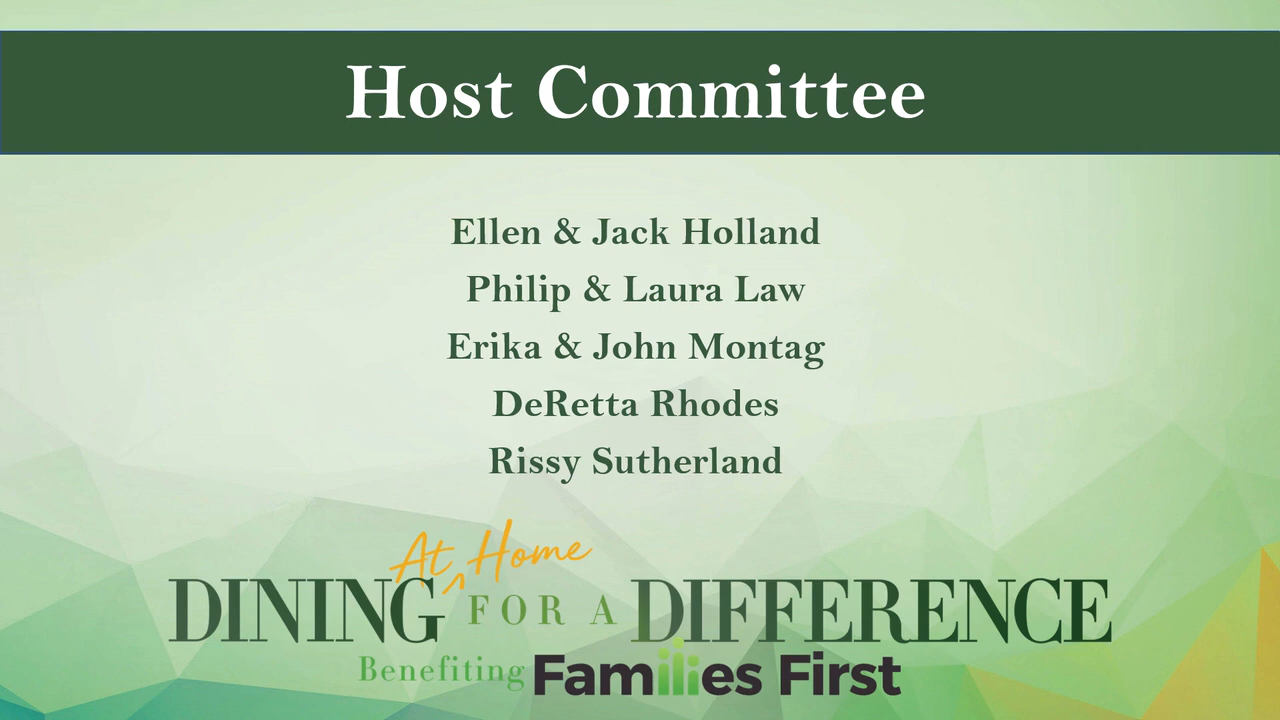 Host Committee
Ellen & Jack Holland
Philip & Laura Law
Erika & John Montag
DeRetta Rhodes
Rissy Sutherland
At Home
DINING ^ FOR A DIFFERENCE
Benefiting Families First